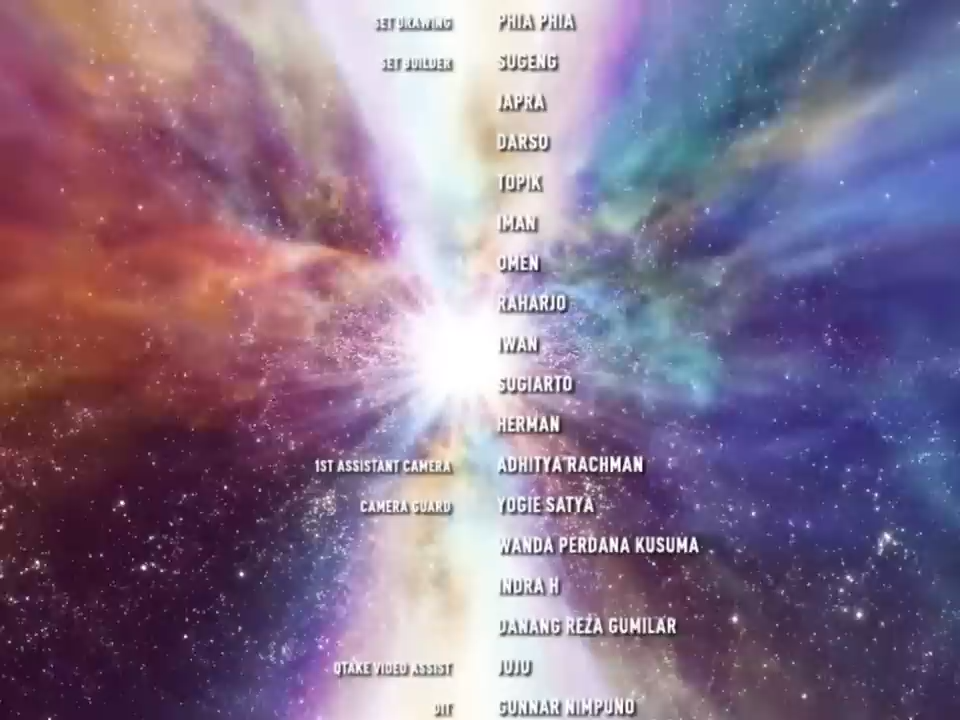 SET DRAWING PHIA PHIA
SET BUILDER SUGENG
JAPRA
DARSO
TOPIK
IMAN
OMEN
RAHARJO
IWAN
SUGIARTO
HERMAN
1ST ASSISTANT CAMERA ADHITYA RACHMAN
CAMERA GUARD YOGIE SATYA
WANDA PERDANA KUSUMA
INDRA H
DANANG REZA GUMILAR
QTAKE VIDEO ASSIST JUJU
DIT GUNNAR NIMPUNO